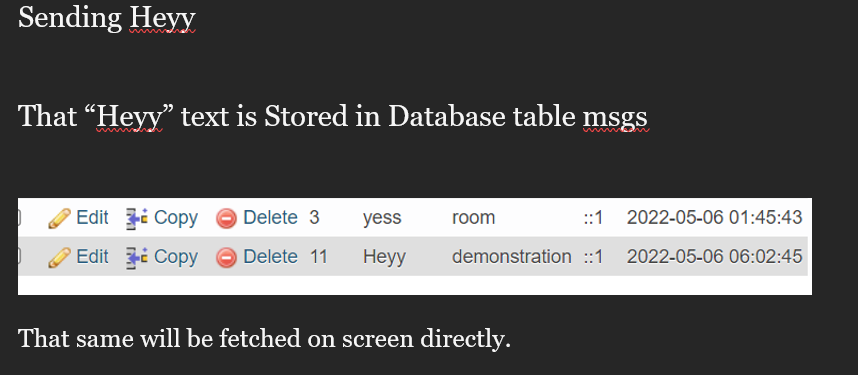 Sending Heyy
That “Heyy” text is Stored in Database table msgs
Edit Copy Delete 3 yess room ::1 2022-05-06 01:45:43
Edit Copy Delete 11 Heyy demonstration ::1 2022-05-06 06:02:45
That same will be fetched on screen directly.